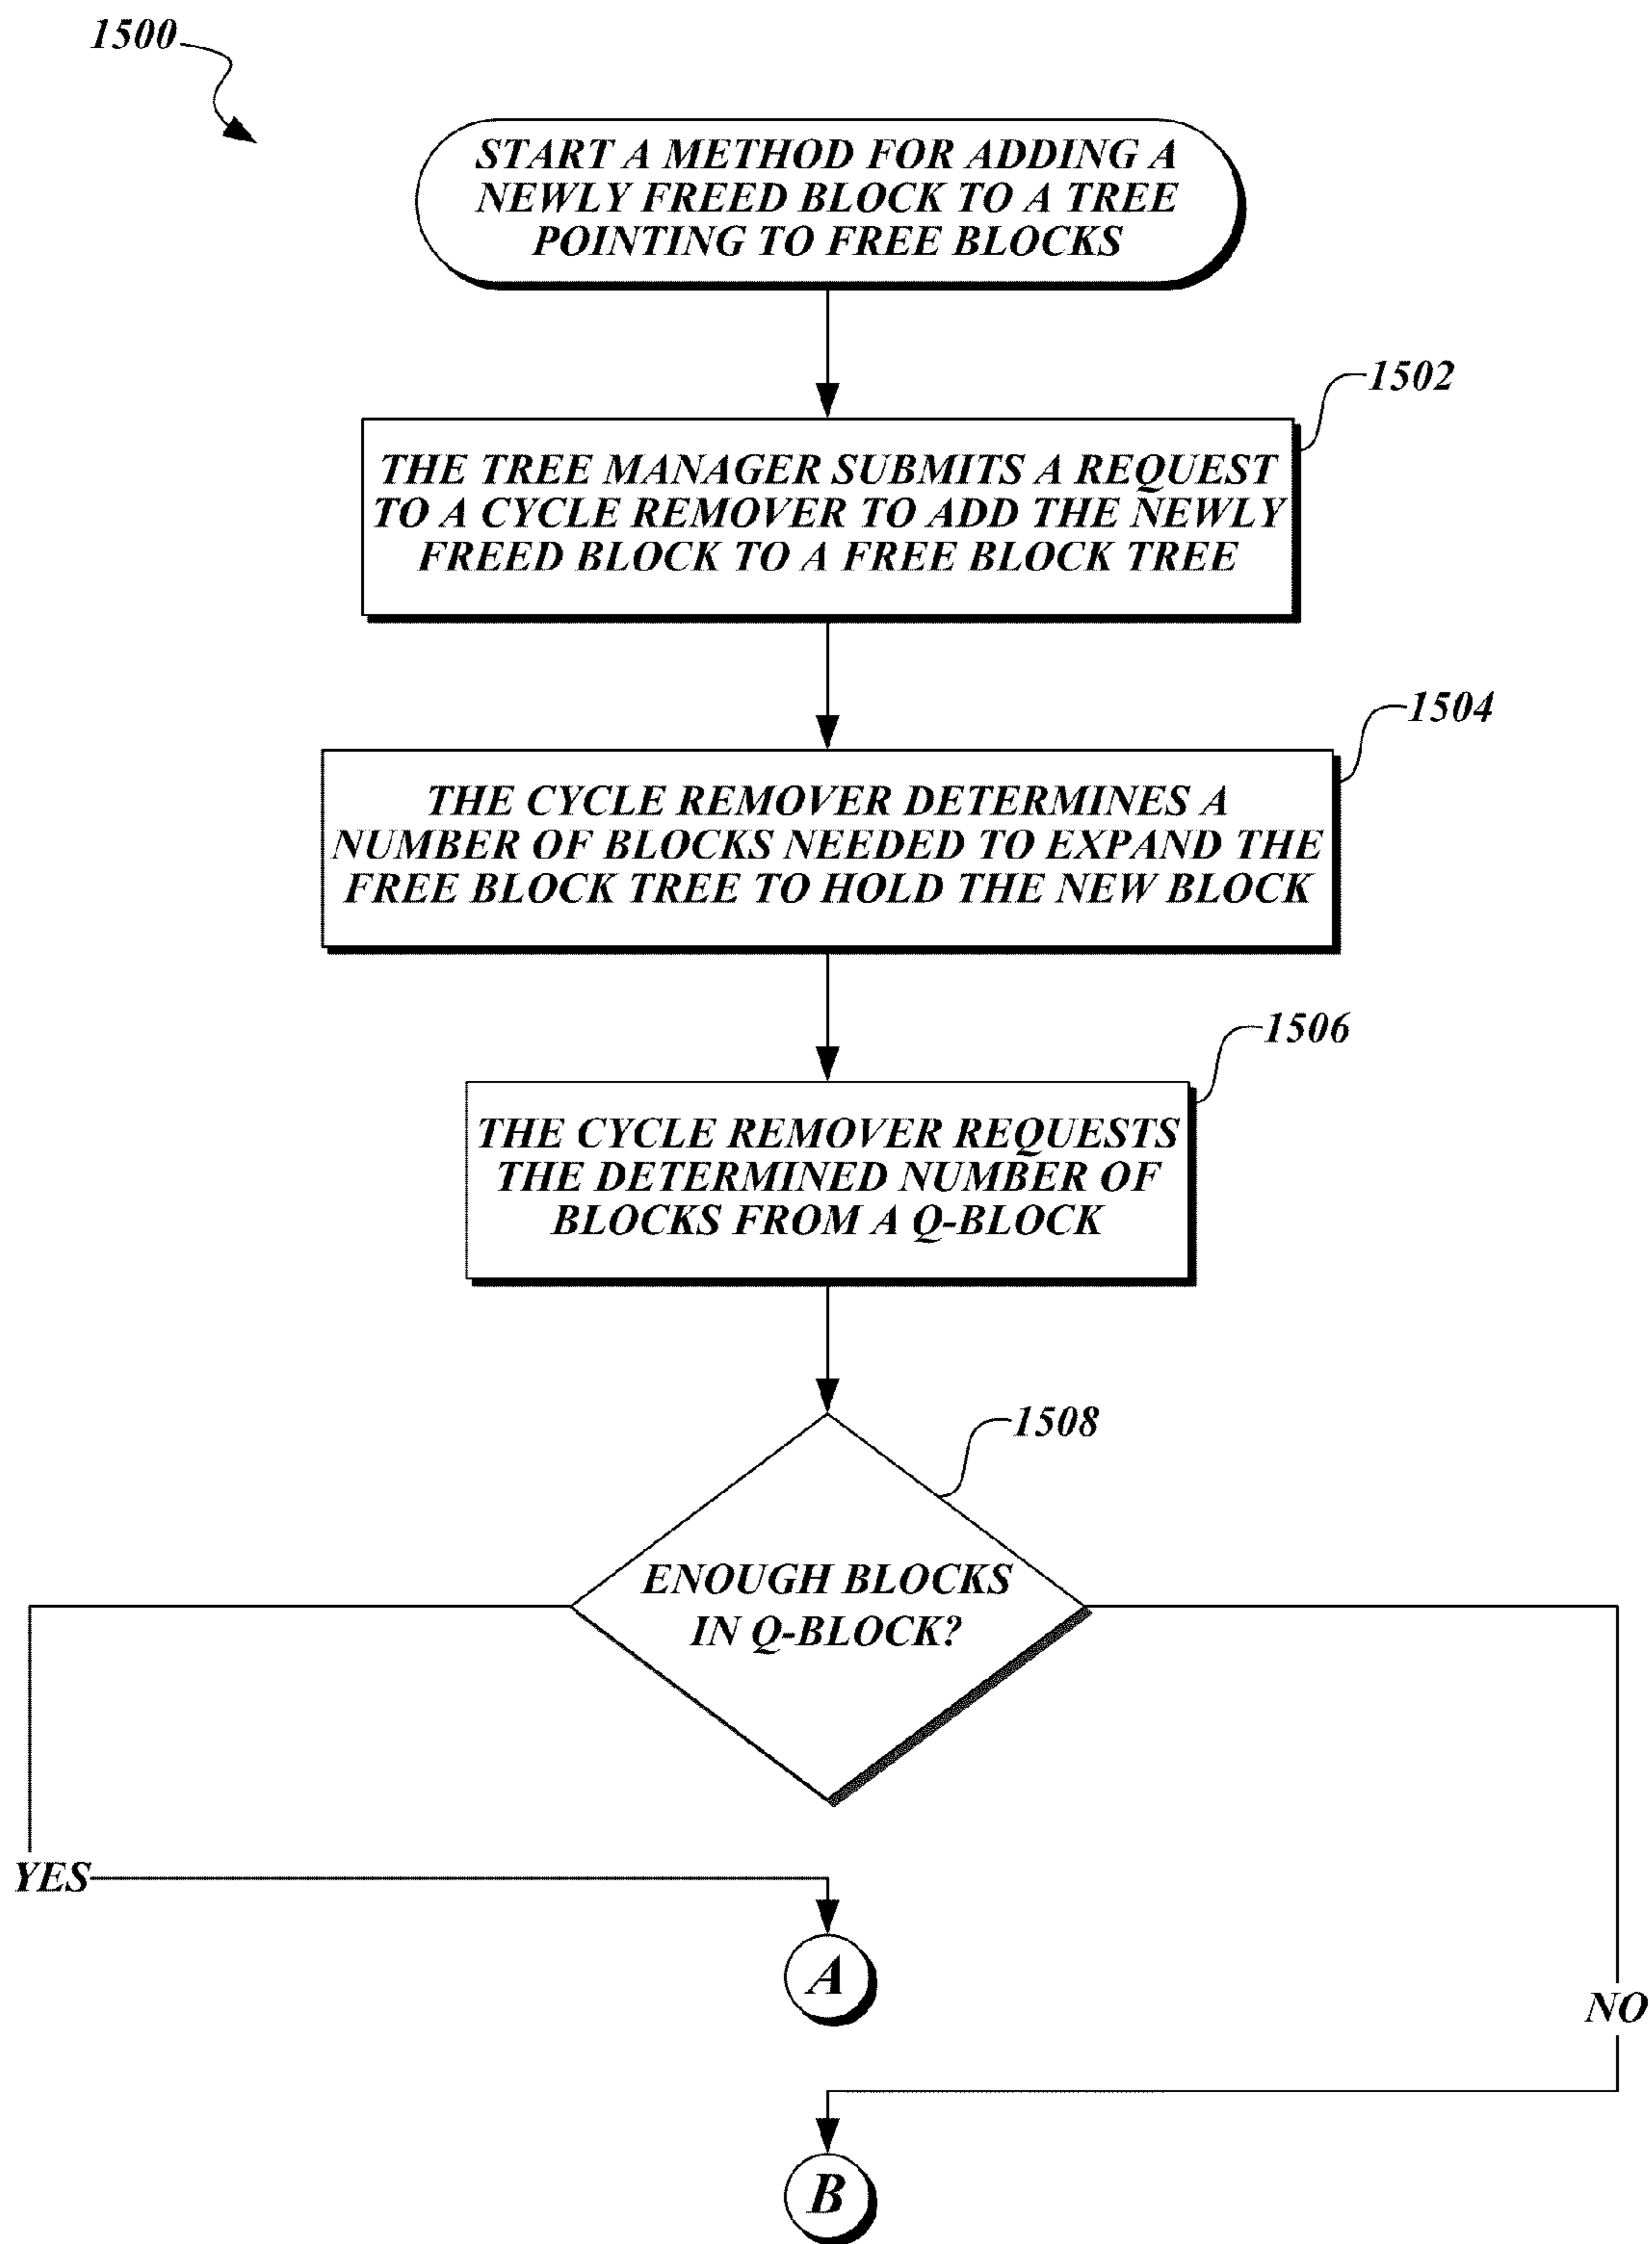 1500
START A METHOD FOR ADDING A
NEWLY FREED BLOCK TO A TREE
POINTING TO FREE BLOCKS
1502
THE TREE MANAGER SUBMITS A REQUEST
TO A CYCLE REMOVER TO ADD THE NEWLY
FREED BLOCK TO A FREE BLOCK TREE
1504
THE CYCLE REMOVER DETERMINES A
NUMBER OF BLOCKS NEEDED TO EXPAND THE
FREE BLOCK TREE TO HOLD THE NEW BLOCK
1506
THE CYCLE REMOVER REQUESTS
THE DETERMINED NUMBER OF
BLOCKS FROM A Q-BLOCK
1508
ENOUGH BLOCKS
IN Q-BLOCK?
YES
A
NO
B